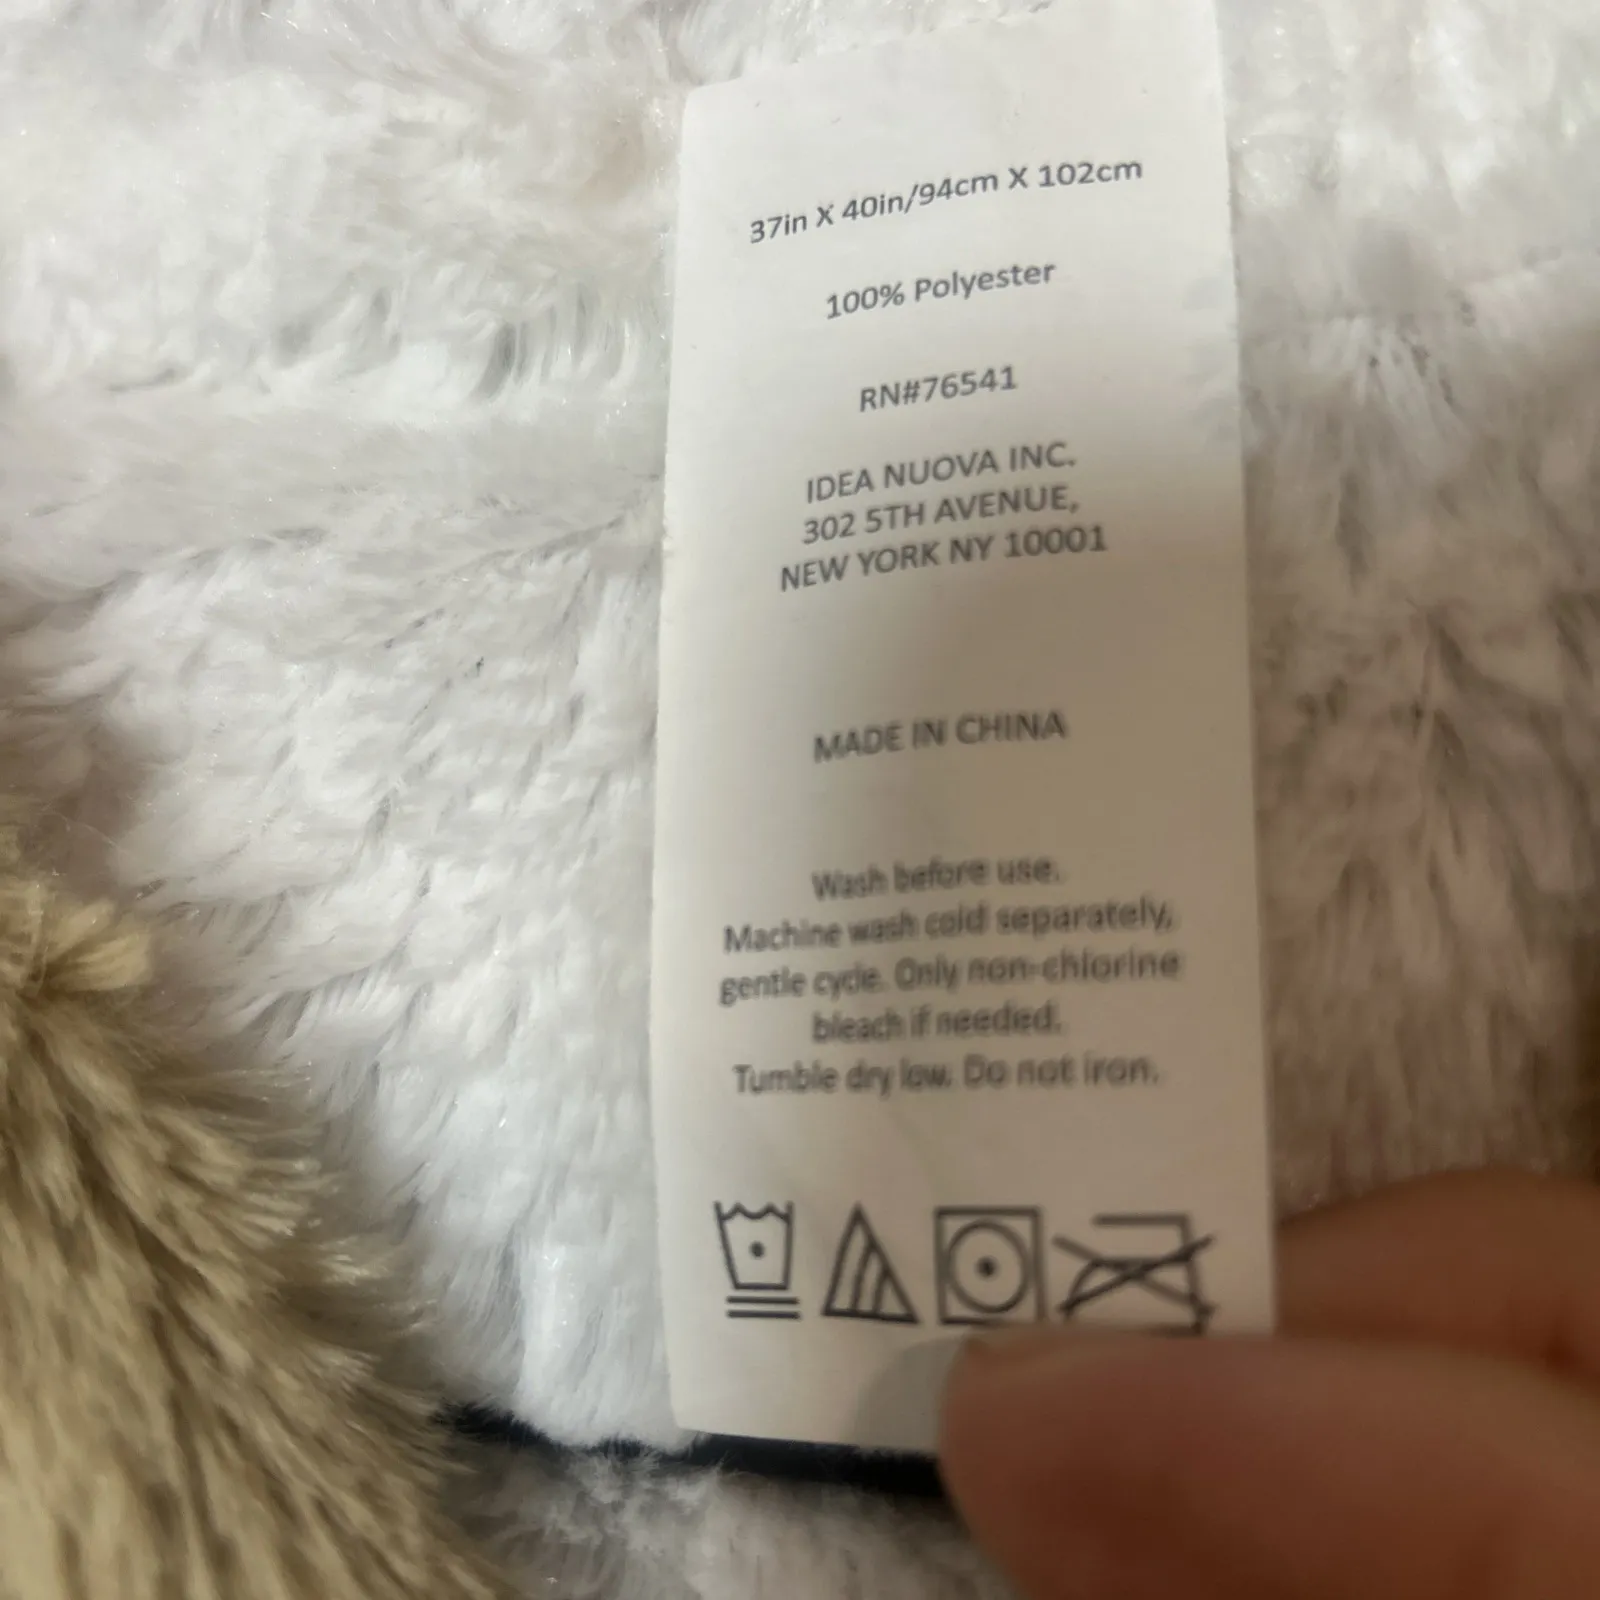 37in X 40in/94cm X 102cm
100% Polyester
RN#76541
IDEA NUOVA INC.
302 5TH AVENUE,
NEW YORK NY 10001
MADE IN CHINA
Wash before use.
Machine wash cold separately,
gentle cycle. Only non-chlorine
bleach if needed.
Tumble dry low. Do not iron.